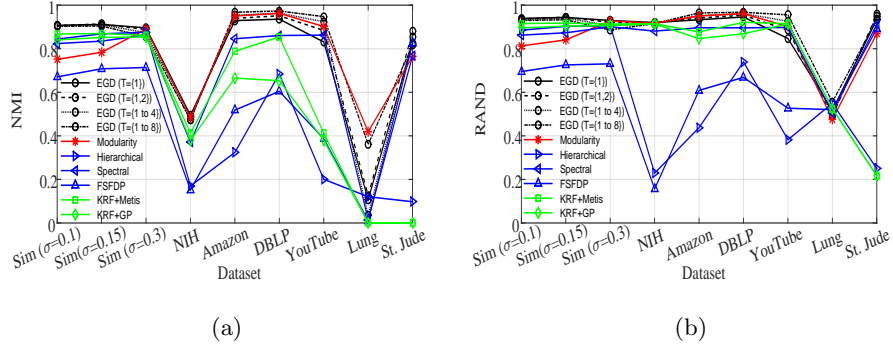 1
0.8
0.6
0.4
0.2
0
NMI
EGD (T={1})
EGD (T={1,2})
EGD (T={1 to 4})
EGD (T={1 to 8})
Modularity
Hierarchical
Spectral
FSFDP
KRF+Metis
KRF+GP
Sim (σ=0.1)
Sim(σ=0.15)
Sim (σ=0.3)
NIH
Amazon
DBLP
YouTube
Lung
St. Jude
Dataset
(a)
1
0.8
0.6
0.4
0.2
0
RAND
EGD (T={1})
EGD (T={1,2})
EGD (T={1 to 4})
EGD (T={1 to 8})
Modularity
Hierarchical
Spectral
FSFDP
KRF+Metis
KRF+GP
Sim (σ=0.1)
Sim(σ=0.15)
Sim (σ=0.3)
NIH
Amazon
DBLP
YouTube
Lung
St. Jude
Dataset
(b)